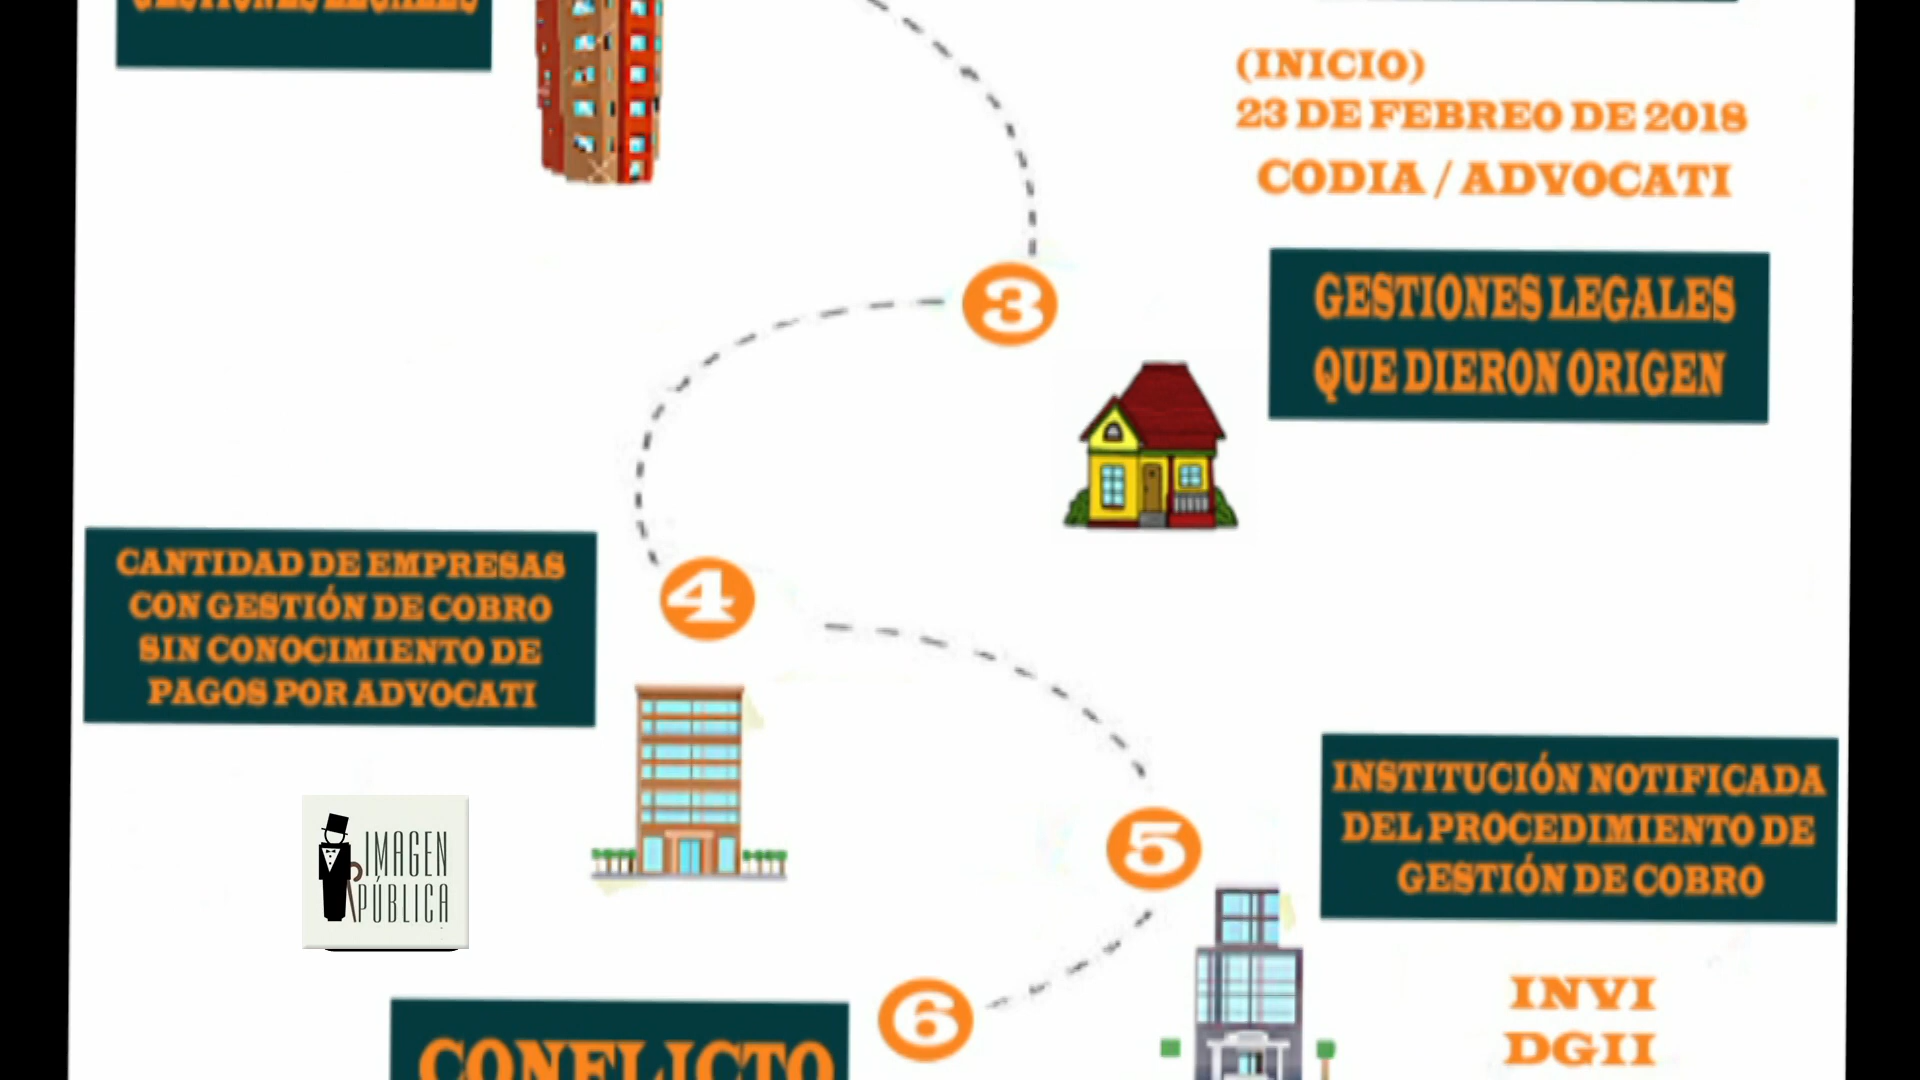 GESTIONES LEGALES
(INICIO)
23 DE FEBREO DE 2018
CODIA / ADVOCATI
3
GESTIONES LEGALES
QUE DIERON ORIGEN
4
CANTIDAD DE EMPRESAS
CON GESTIÓN DE COBRO
SIN CONOCIMIENTO DE
PAGOS POR ADVOCATI
5
INSTITUCIÓN NOTIFICADA
DEL PROCEDIMIENTO DE
GESTIÓN DE COBRO
IMAGEN
PÚBLICA
6
INVI
DGII
CONFLICTO